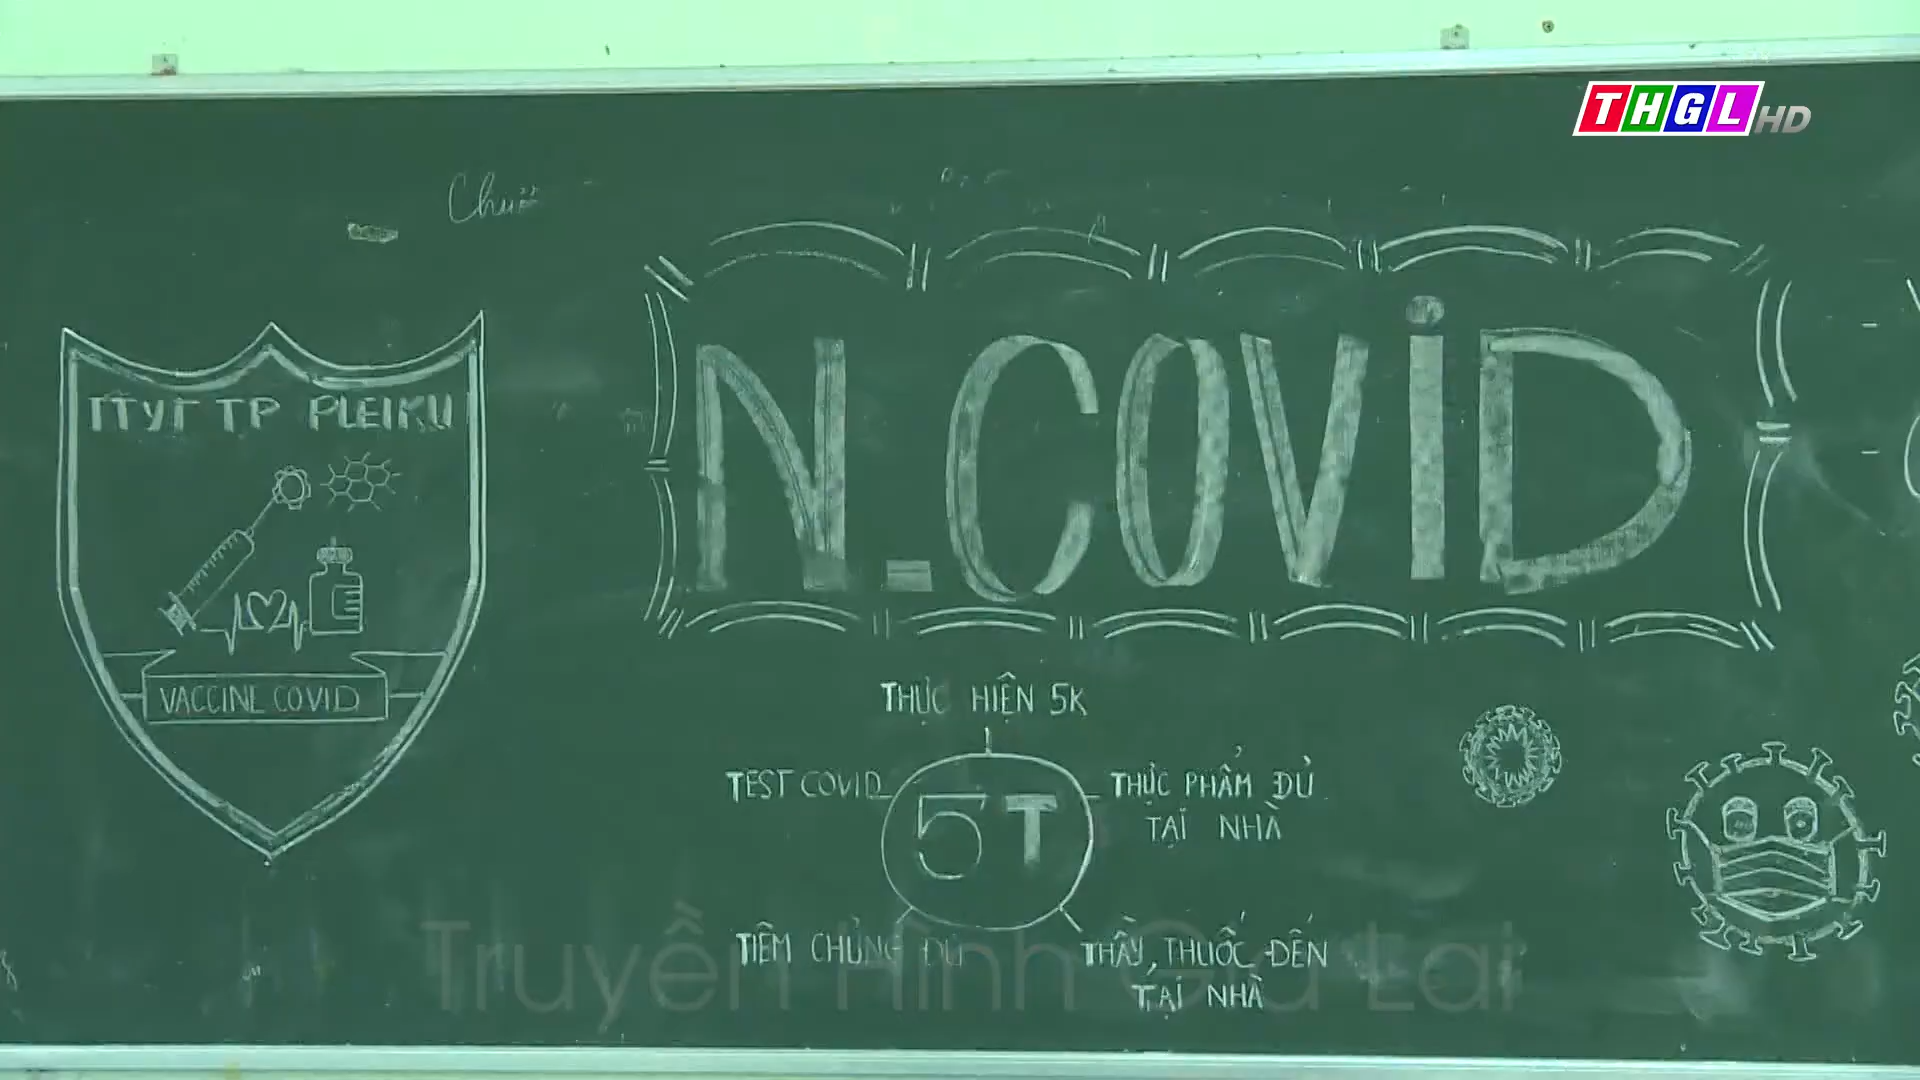 THGL HD
TTYT TP PLEIKU
VACCINE COVID
N.COVID
THỰC HIỆN 5K
TEST COVID
5T
THỰC PHẨM ĐỦ
TẠI NHÀ
TIÊM CHỦNG ĐỦ
THẦY, THUỐC ĐẾN
TẠI NHÀ
Truyền Hình Gia Lai